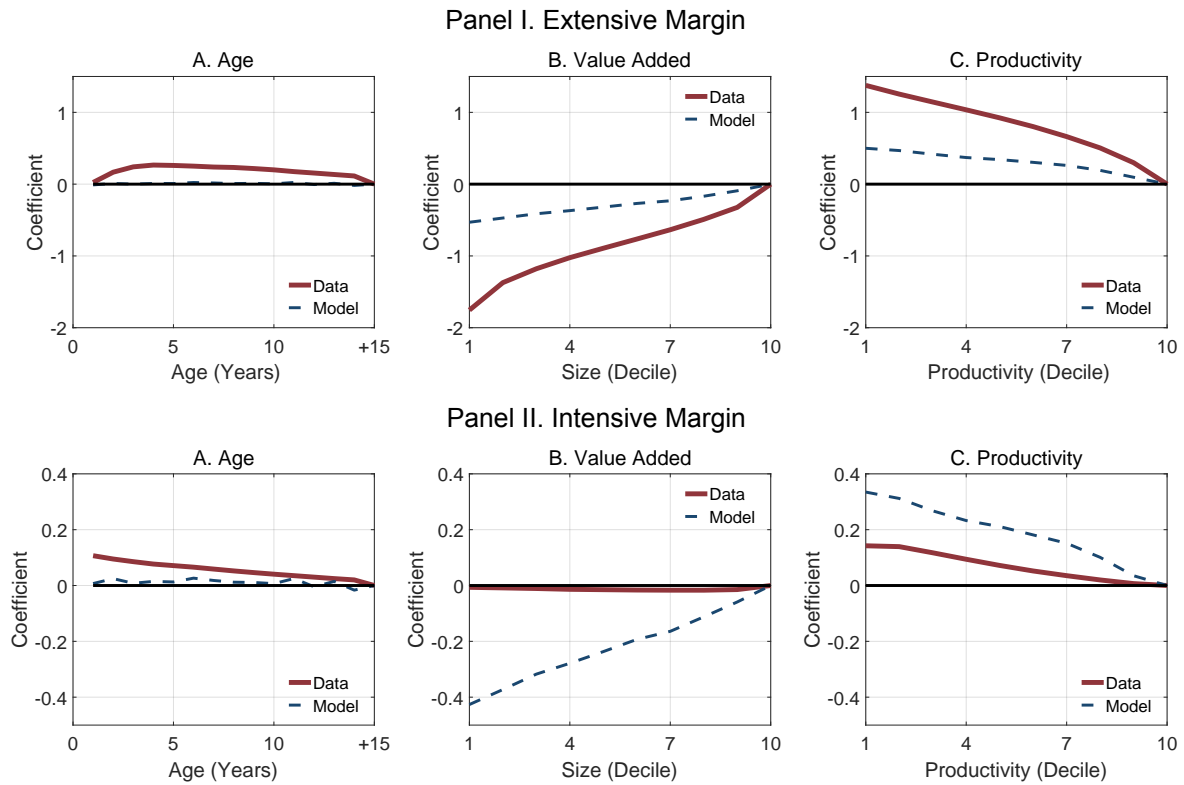 Panel I. Extensive Margin
A. Age
1
0
-1
-2
Coefficient
Data
Model
0
5
10
+15
Age (Years)
B. Value Added
1
0
-1
-2
Coefficient
Data
Model
1
4
7
10
Size (Decile)
C. Productivity
1
0
-1
-2
Coefficient
Data
Model
1
4
7
10
Productivity (Decile)
Panel II. Intensive Margin
A. Age
0.4
0.2
0
-0.2
-0.4
Coefficient
Data
Model
0
5
10
+15
Age (Years)
B. Value Added
0.4
0.2
0
-0.2
-0.4
Coefficient
Data
Model
1
4
7
10
Size (Decile)
C. Productivity
0.4
0.2
0
-0.2
-0.4
Coefficient
Data
Model
1
4
7
10
Productivity (Decile)